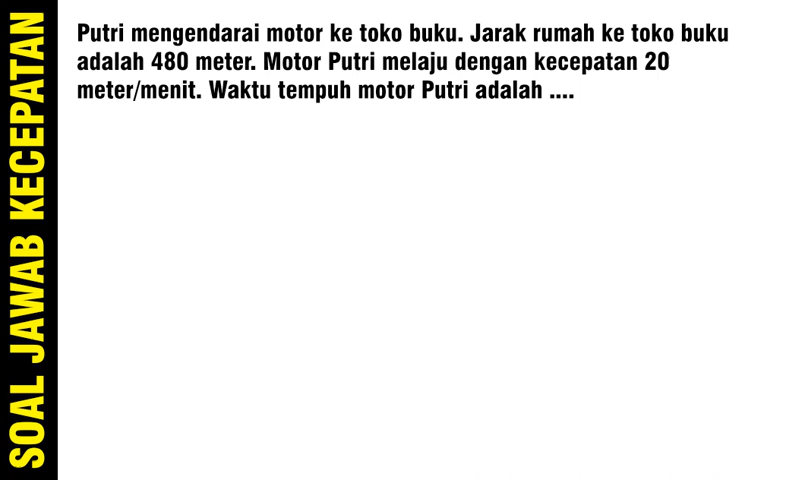 SOAL JAWAB KECEPATAN
Putri mengendarai motor ke toko buku. Jarak rumah ke toko buku
adalah 480 meter. Motor Putri melaju dengan kecepatan 20
meter/menit. Waktu tempuh motor Putri adalah ....